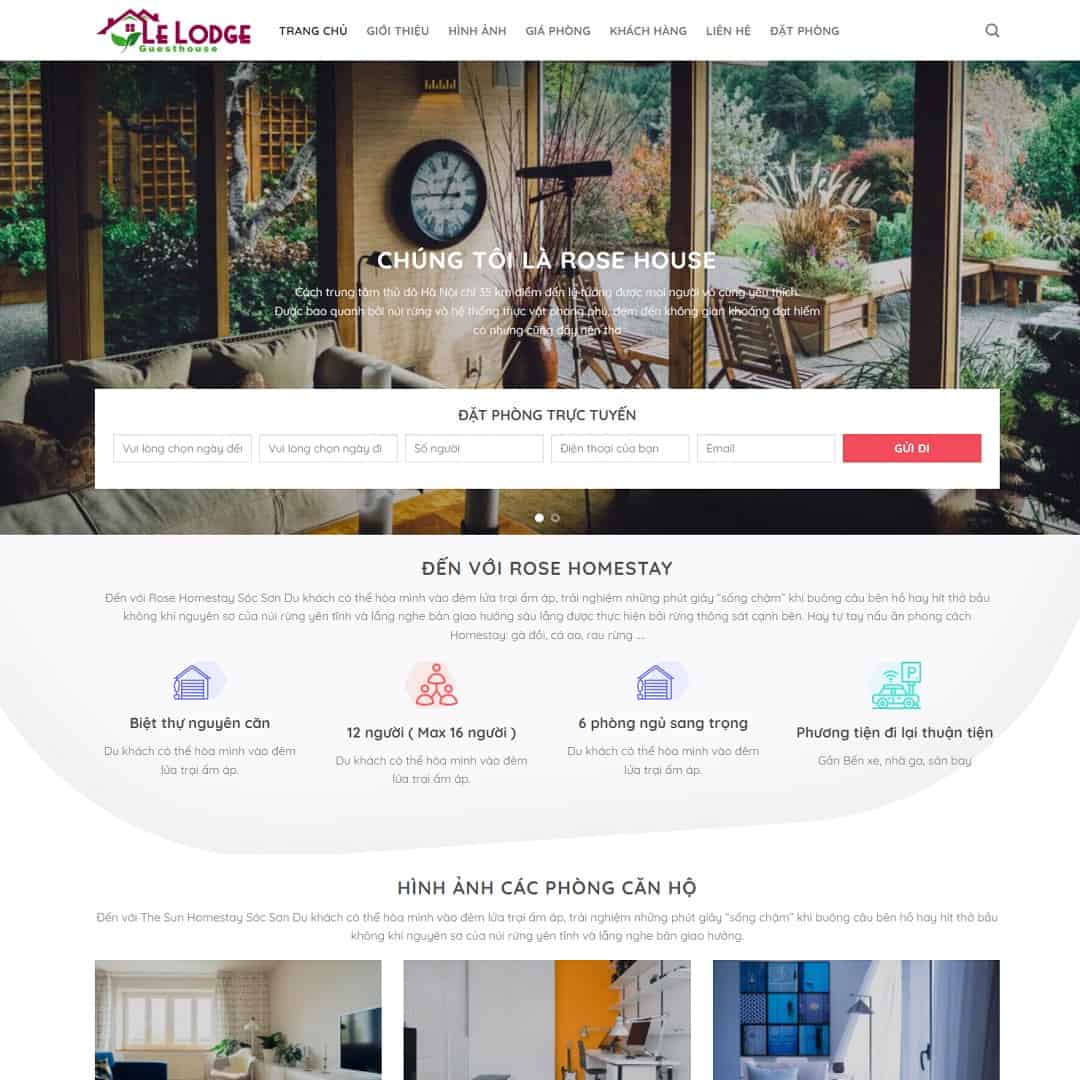 LE LODGE
Guesthouse
TRANG CHỦ
GIỚI THIỆU
HÌNH ẢNH
GIÁ PHÒNG
KHÁCH HÀNG
LIÊN HỆ
ĐẶT PHÒNG
CHÚNG TÔI LÀ ROSE HOUSE
Cách trung tâm thủ đô Hà Nội chỉ 35 km điểm đến lý tưởng được mọi người vô cùng yêu thích.
Được bao quanh bởi núi rừng và hệ thống thực vật phong phú, đem đến không gian khoáng đạt hiếm
có nhưng cũng đầy nên thơ
ĐẶT PHÒNG TRỰC TUYẾN
Vui lòng chọn ngày đến
Vui lòng chọn ngày đi
Số người
Điện thoại của bạn
Email
GỬI ĐI
ĐẾN VỚI ROSE HOMESTAY
Đến với Rose Homestay Sóc Sơn Du khách có thể hòa mình vào đêm lửa trại ấm áp, trải nghiệm những phút giây “sống chậm” khi buông câu bên hồ hay hít thở bầu
không khí nguyên sơ của núi rừng yên tĩnh và lắng nghe bản giao hưởng sâu lắng được thực hiện bởi rừng thông sát cạnh bên. Hay tự tay nấu ăn phong cách
Homestay: gà đồi, cá ao, rau rừng ....
Biệt thự nguyên căn
Du khách có thể hòa mình vào đêm
lửa trại ấm áp.
12 người ( Max 16 người )
Du khách có thể hòa mình vào đêm
lửa trại ấm áp.
6 phòng ngủ sang trọng
Du khách có thể hòa mình vào đêm
lửa trại ấm áp.
P
Phương tiện đi lại thuận tiện
Gần Bến xe, nhà ga, sân bay
HÌNH ẢNH CÁC PHÒNG CĂN HỘ
Đến với The Sun Homestay Sóc Sơn Du khách có thể hòa mình vào đêm lửa trại ấm áp, trải nghiệm những phút giây “sống chậm” khi buông câu bên hồ hay hít thở bầu
không khí nguyên sơ của núi rừng yên tĩnh và lắng nghe bản giao hưởng.